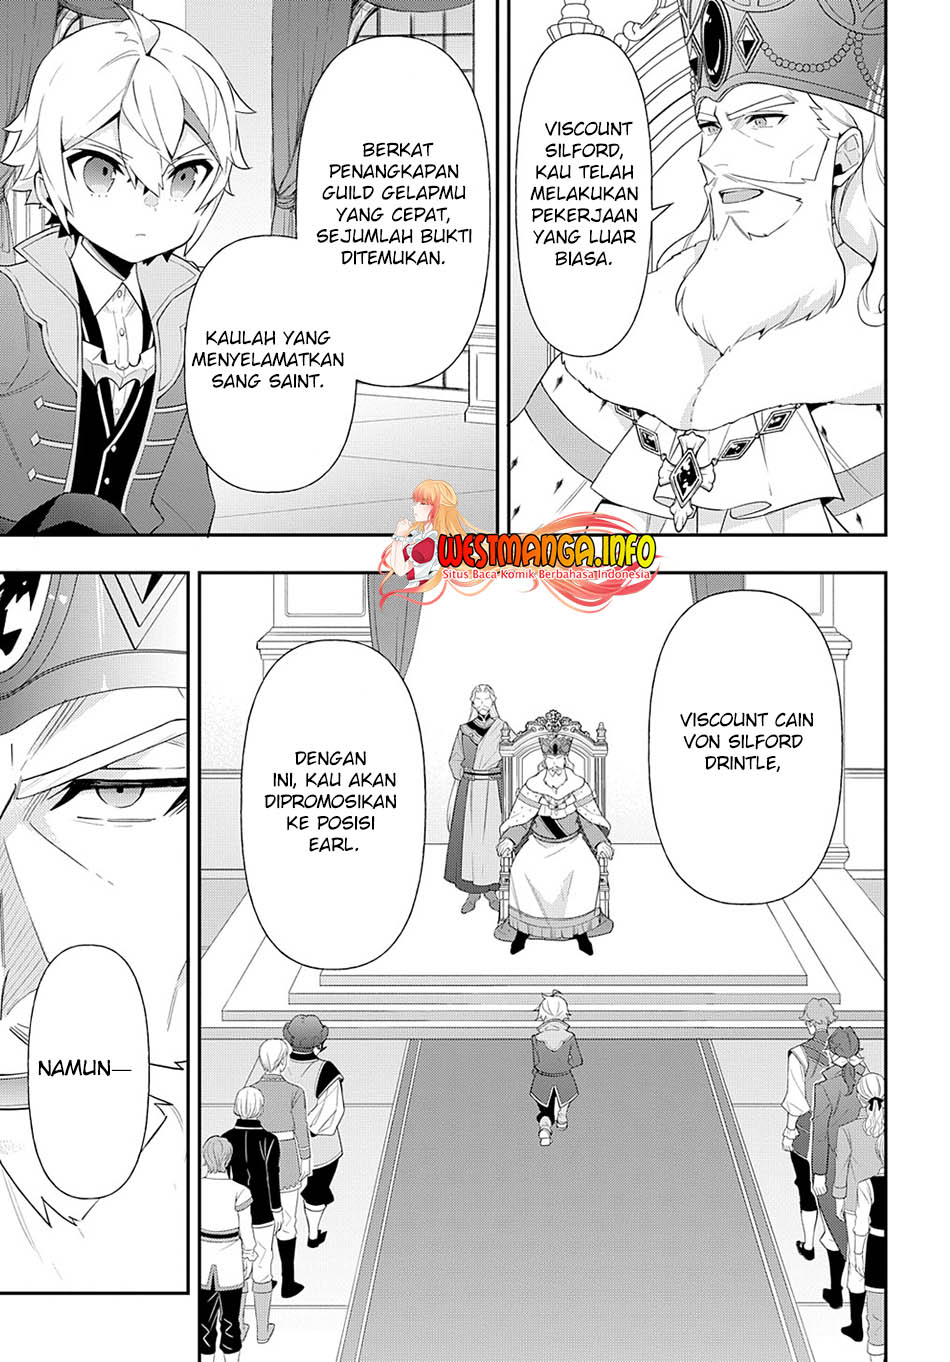 VISCOUNT
SILFORD,
KAU TELAH
MELAKUKAN
PEKERJAAN
YANG LUAR
BIASA.
BERKAT
PENANGKAPAN
GUILD GELAPMU
YANG CEPAT,
SEJUMLAH BUKTI
DITEMUKAN.
KAULAH YANG
MENYELAMATKAN
SANG SAINT.
WESTMANGA.INFO
Situs Baca Komik Berbahasa Indonesia
VISCOUNT CAIN
VON SILFORD
DRINTLE,
DENGAN
INI, KAU AKAN
DIPROMOSIKAN
KE POSISI
EARL.
NAMUN—